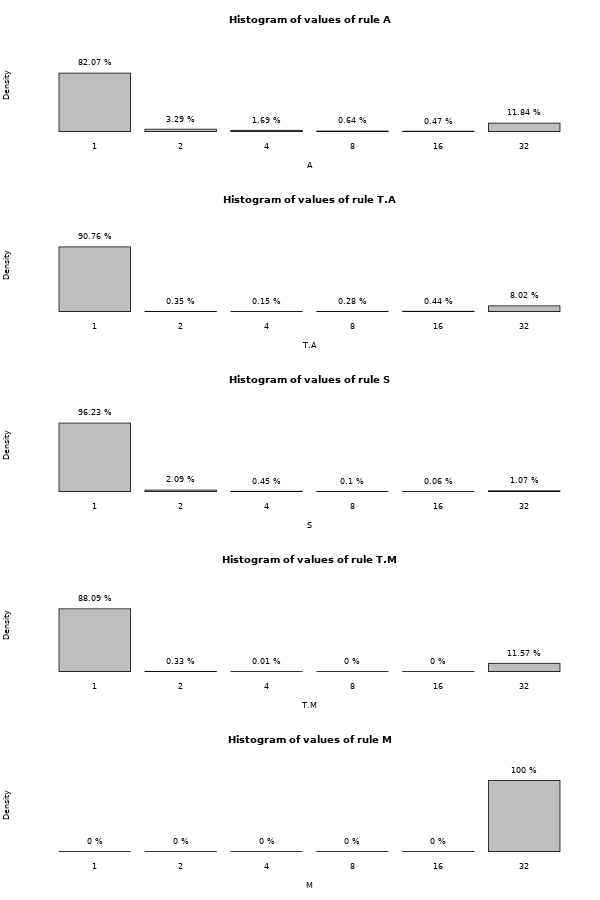 Histogram of values of rule A
Density
82.07 %
3.29 %
1.69 %
0.64 %
0.47 %
11.84 %
1 2 4 8 16 32
A
Histogram of values of rule T.A
Density
90.76 %
0.35 %
0.15 %
0.28 %
0.44 %
8.02 %
1 2 4 8 16 32
T.A
Histogram of values of rule S
Density
96.23 %
2.09 %
0.45 %
0.1 %
0.06 %
1.07 %
1 2 4 8 16 32
S
Histogram of values of rule T.M
Density
88.09 %
0.33 %
0.01 %
0 %
0 %
11.57 %
1 2 4 8 16 32
T.M
Histogram of values of rule M
Density
0 %
0 %
0 %
0 %
0 %
100 %
1 2 4 8 16 32
M